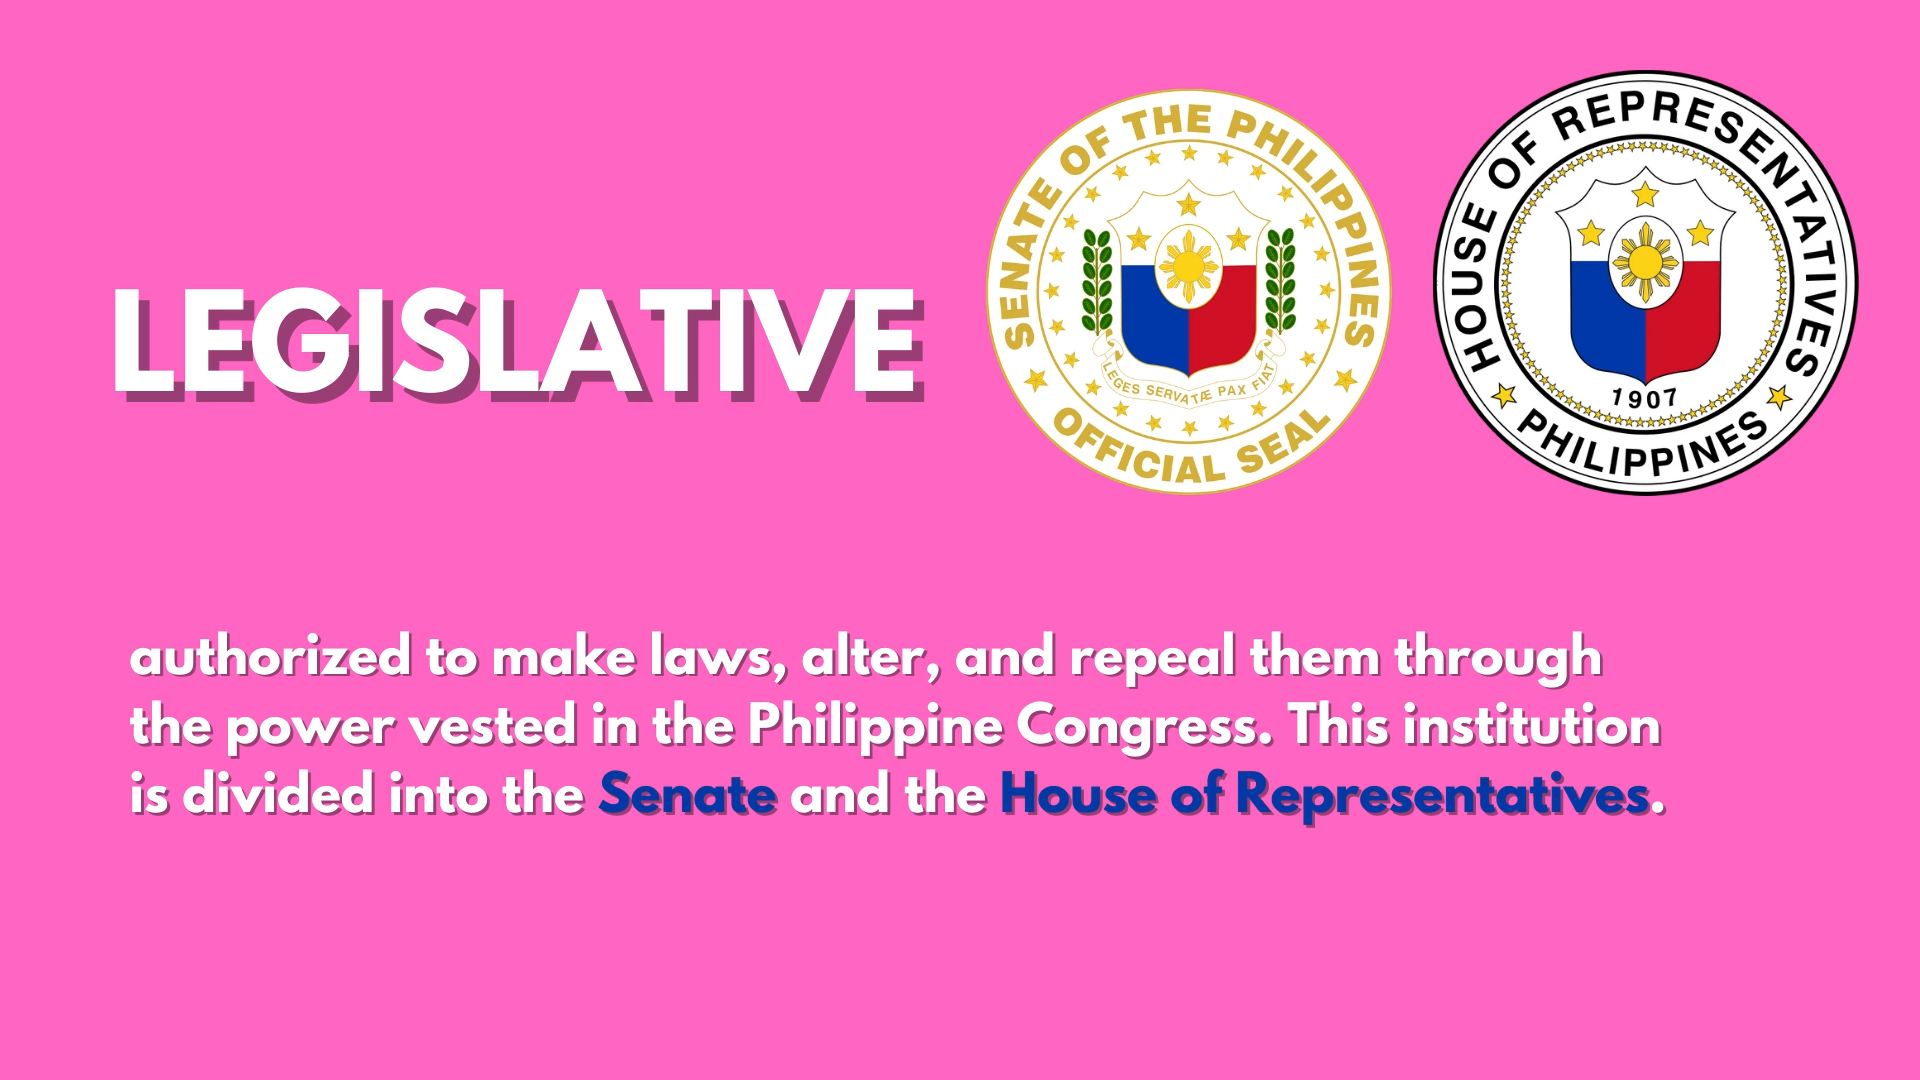 LEGISLATIVE
SENATE OF THE PHILIPPINES
LEGES SERVATÆ PAX FIAT
OFFICIAL SEAL
HOUSE OF REPRESENTATIVES
1907
PHILIPPINES
authorized to make laws, alter, and repeal them through
the power vested in the Philippine Congress. This institution
is divided into the Senate and the House of Representatives.